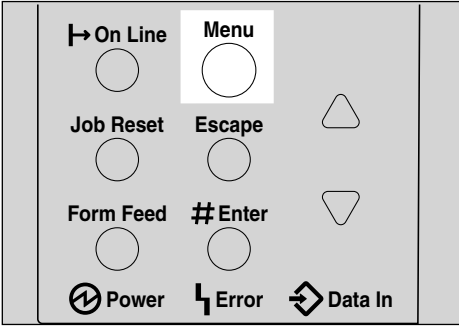 On Line Menu
Job Reset Escape
Form Feed # Enter
Power Error Data In